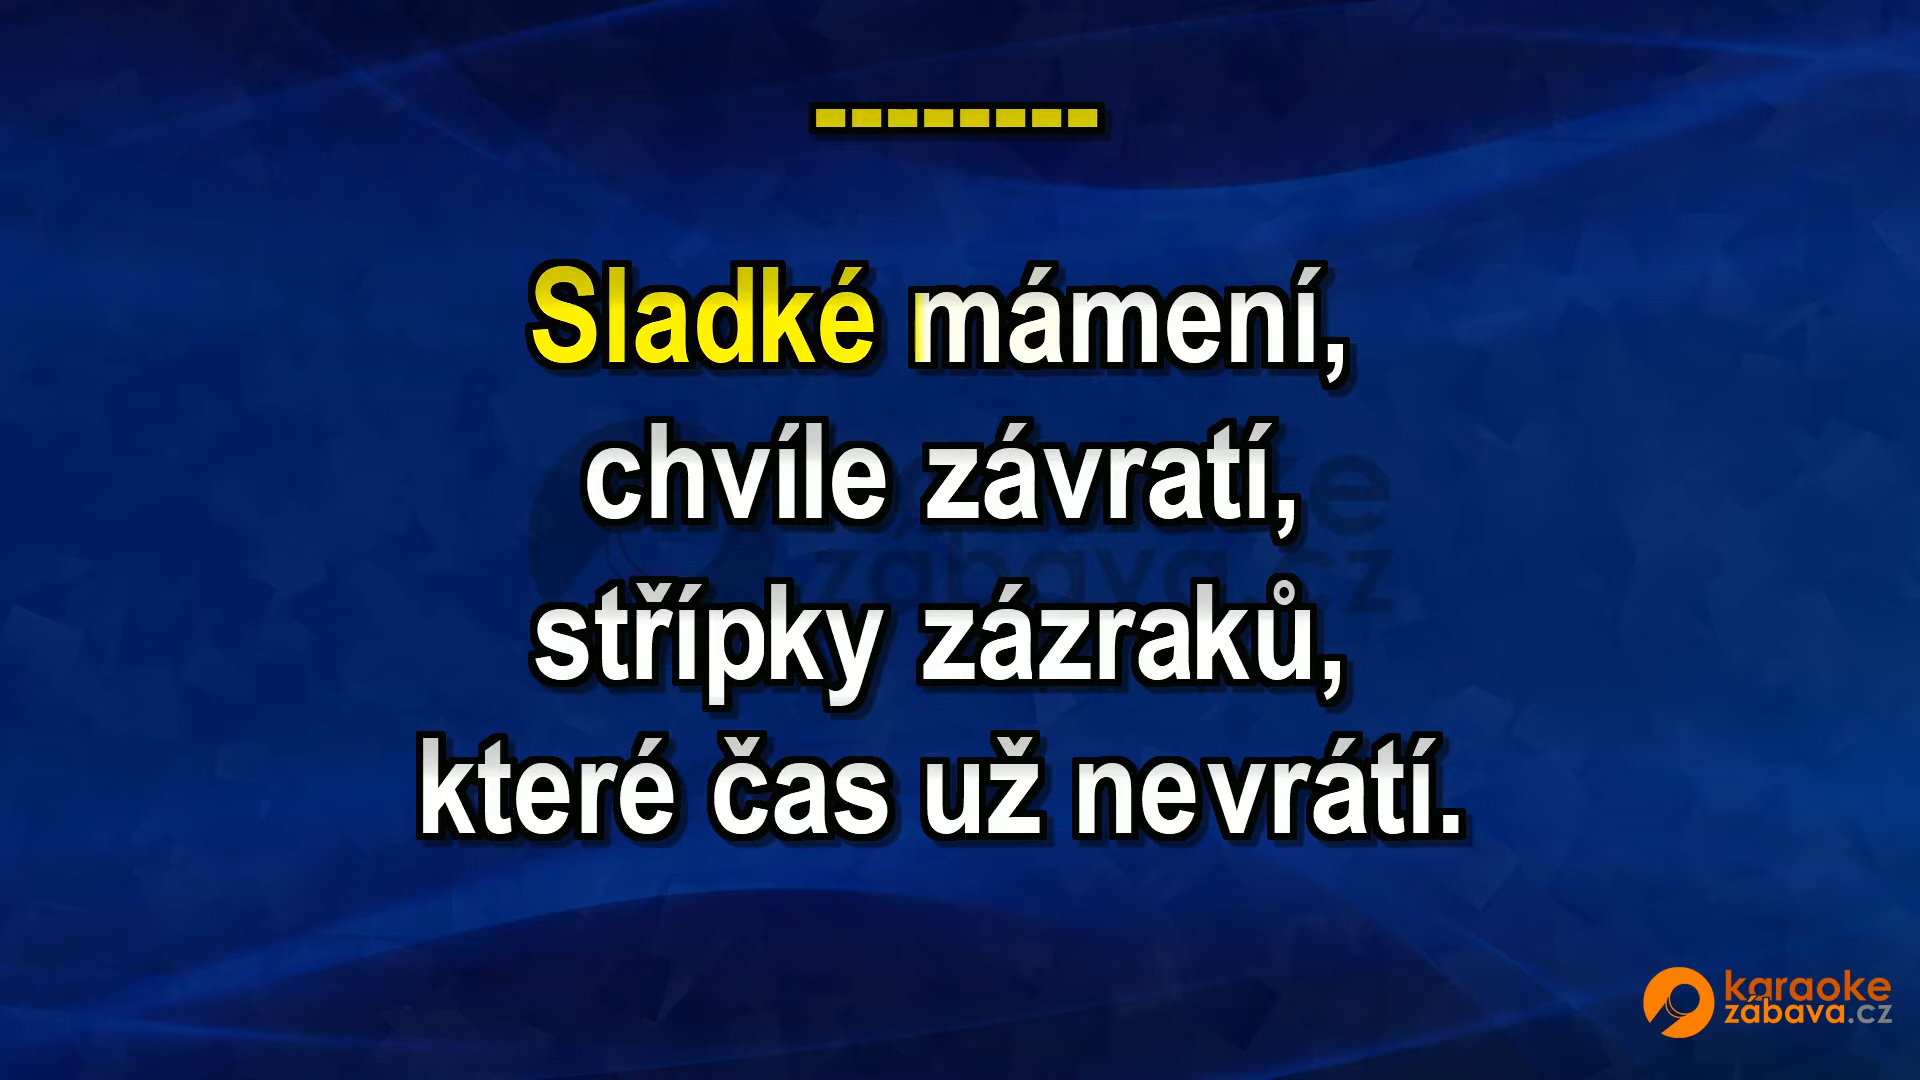 Sladké mámení,
chvíle závratí,
střípky zázraků,
které čas už nevrátí.
karaoke
zábava.cz